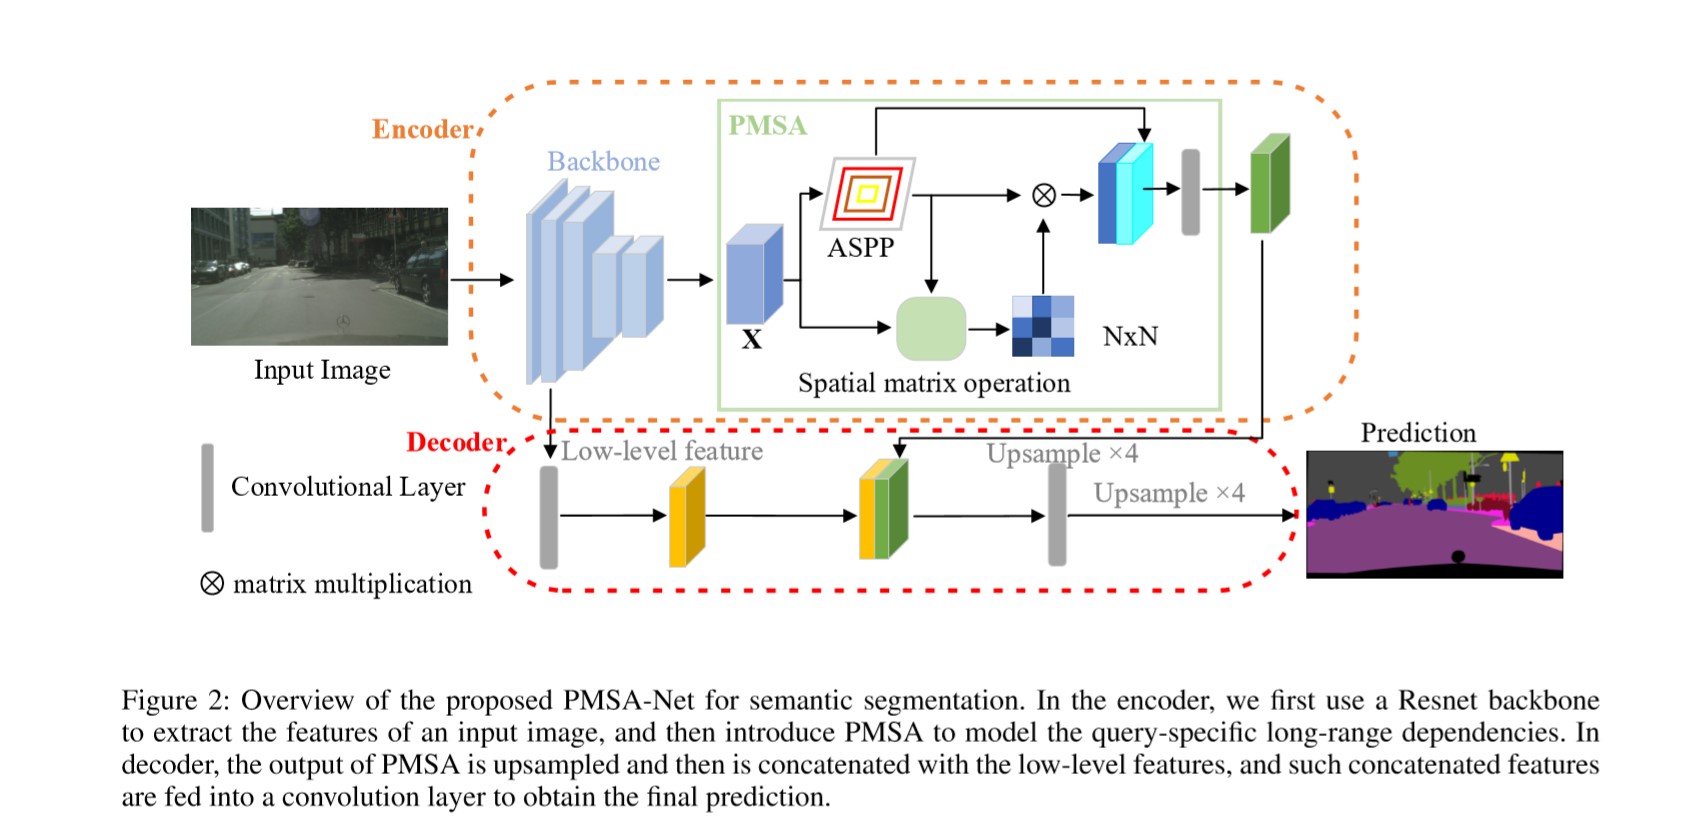 Encoder
PMSA
Backbone
ASPP
X
NxN
Input Image
Spatial matrix operation
Decoder
Low-level feature
Upsample ×4
Prediction
Convolutional Layer
Upsample ×4
⊗ matrix multiplication
Figure 2: Overview of the proposed PMSA-Net for semantic segmentation. In the encoder, we first use a Resnet backbone
to extract the features of an input image, and then introduce PMSA to model the query-specific long-range dependencies. In
decoder, the output of PMSA is upsampled and then is concatenated with the low-level features, and such concatenated features
are fed into a convolution layer to obtain the final prediction.